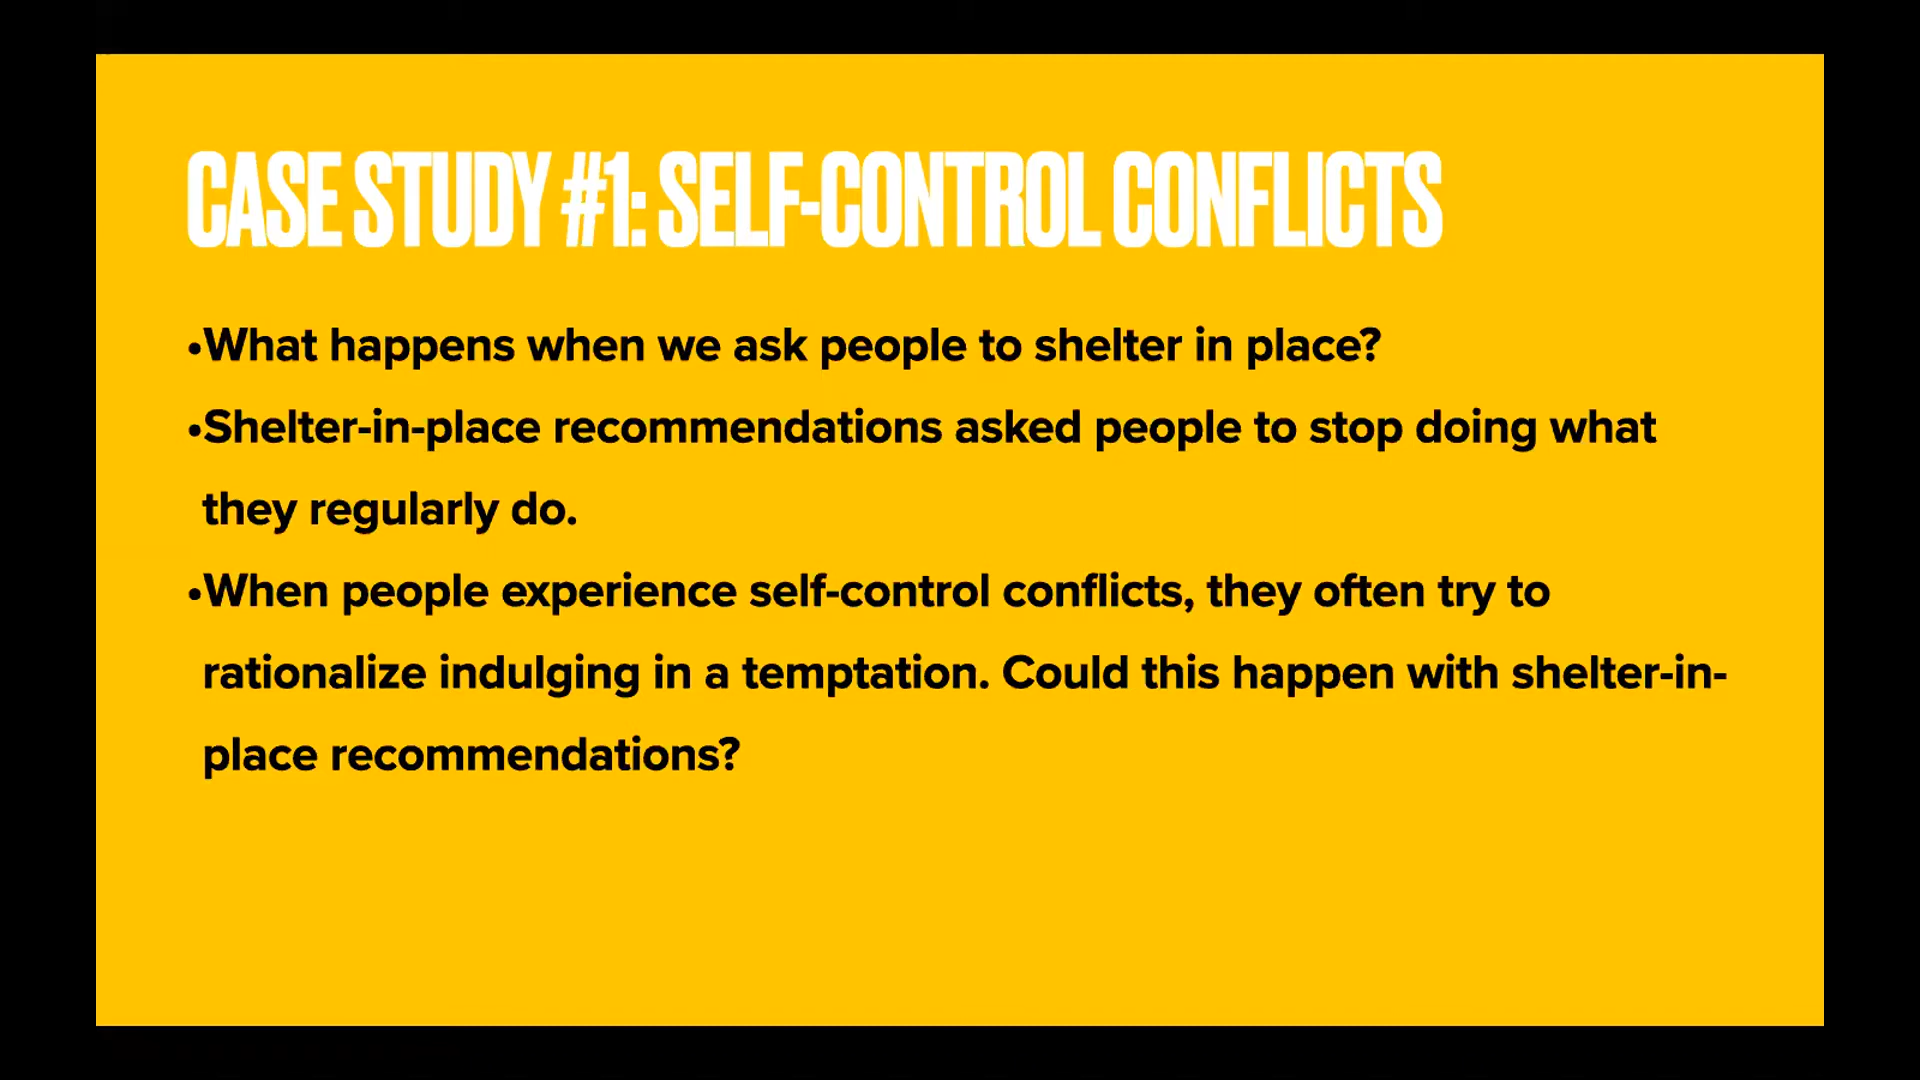 CASE STUDY #1: SELF-CONTROL CONFLICTS
•What happens when we ask people to shelter in place?
•Shelter-in-place recommendations asked people to stop doing what
they regularly do.
•When people experience self-control conflicts, they often try to
rationalize indulging in a temptation. Could this happen with shelter-in-
place recommendations?